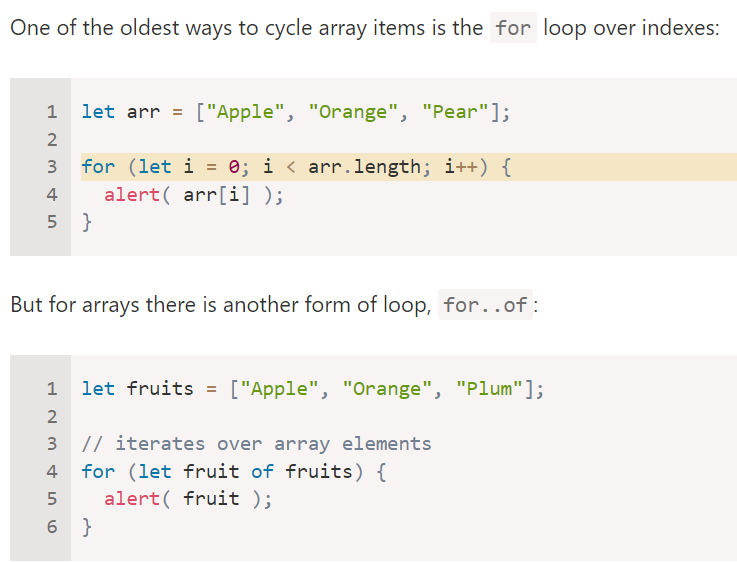 One of the oldest ways to cycle array items is the for loop over indexes:
1 let arr = ["Apple", "Orange", "Pear"];
2
3 for (let i = 0; i < arr.length; i++) {
4   alert( arr[i] );
5 }
But for arrays there is another form of loop, for..of:
1 let fruits = ["Apple", "Orange", "Plum"];
2
3 // iterates over array elements
4 for (let fruit of fruits) {
5   alert( fruit );
6 }